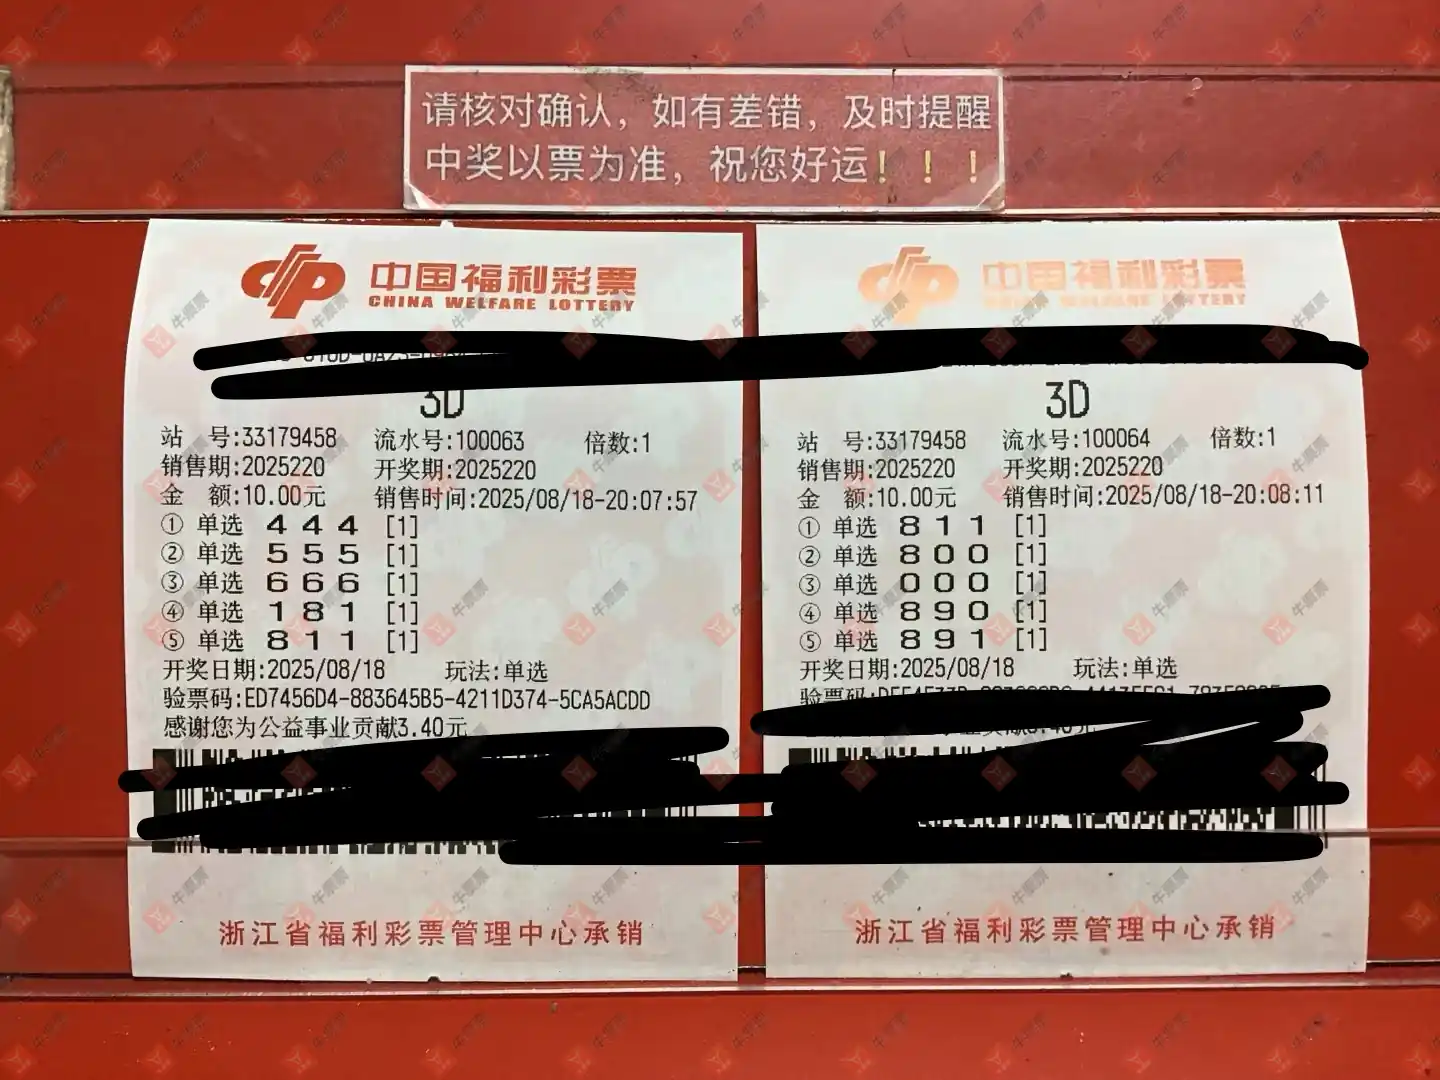 请核对确认，如有差错，及时提醒
中奖以票为准，祝您好运！！！
中国福利彩票
CHINA WELFARE LOTTERY
3D
站 号:33179458 流水号:100063 倍数:1
销售期:2025220 开奖期:2025220
金 额:10.00元 销售时间:2025/08/18-20:07:57
① 单选 4 4 4 [1]
② 单选 5 5 5 [1]
③ 单选 6 6 6 [1]
④ 单选 1 8 1 [1]
⑤ 单选 8 1 1 [1]
开奖日期:2025/08/18 玩法:单选
验票码:ED7456D4-883645B5-4211D374-5CA5ACDD
感谢您为公益事业贡献3.40元
浙江省福利彩票管理中心承销
中国福利彩票
CHINA WELFARE LOTTERY
3D
站 号:33179458 流水号:100064 倍数:1
销售期:2025220 开奖期:2025220
金 额:10.00元 销售时间:2025/08/18-20:08:11
① 单选 8 1 1 [1]
② 单选 8 0 0 [1]
③ 单选 0 0 0 [1]
④ 单选 8 9 0 [1]
⑤ 单选 8 9 1 [1]
开奖日期:2025/08/18 玩法:单选
验票码:
浙江省福利彩票管理中心承销
牛票票